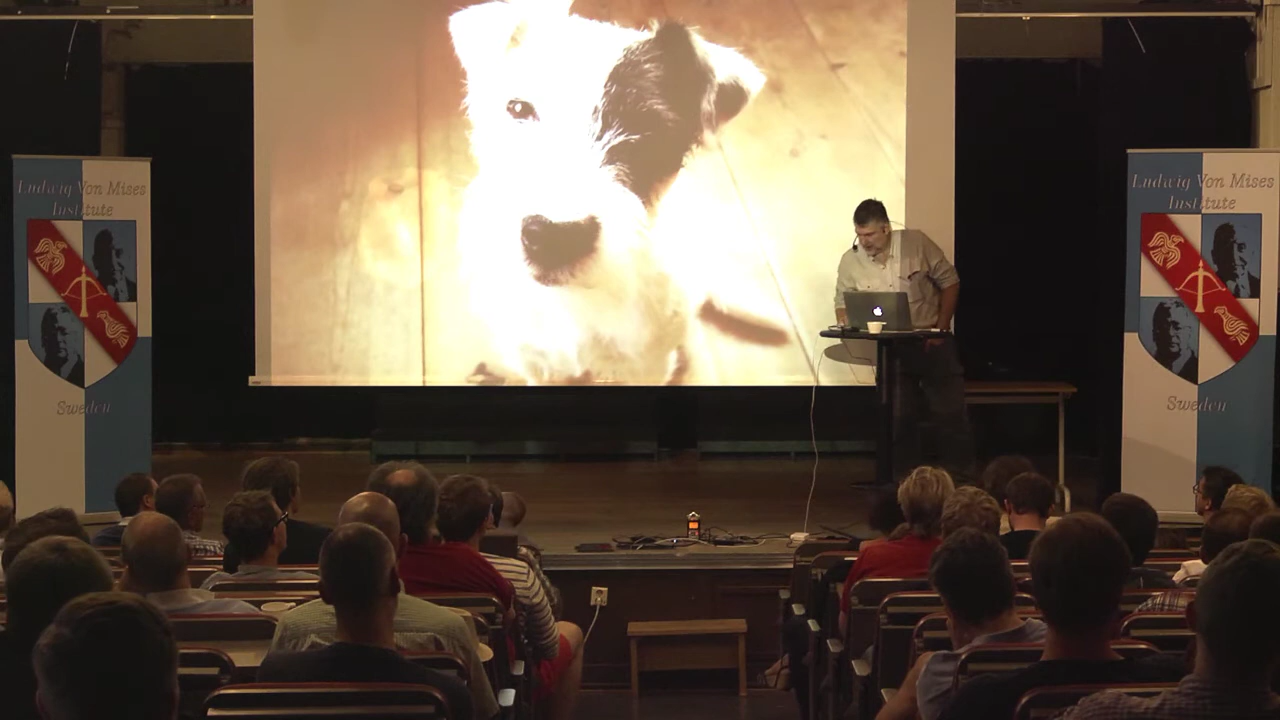 Ludwig Von Mises
Institute
Sweden
Ludwig Von Mises
Institute
Sweden